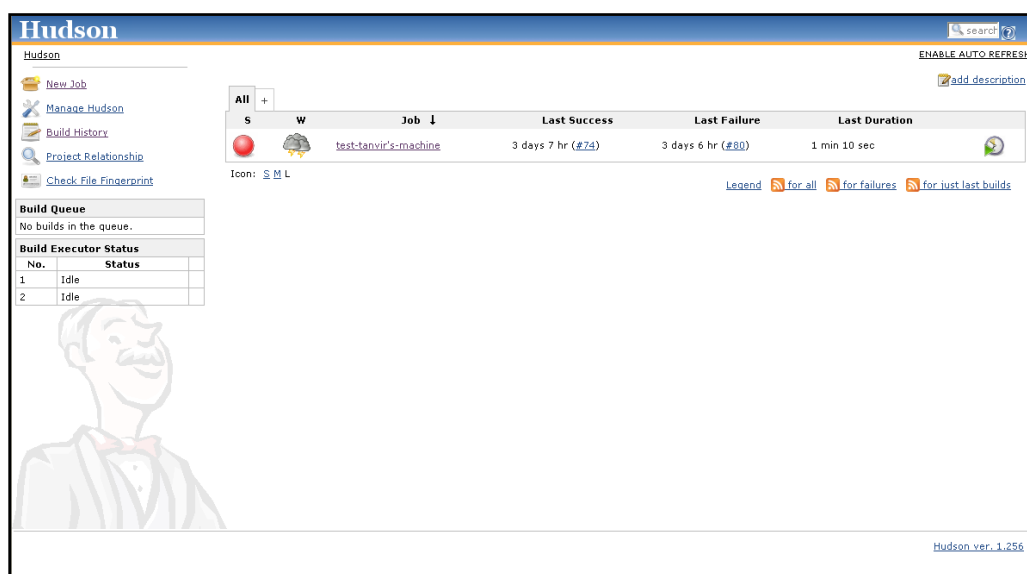 Hudson
search
Hudson
ENABLE AUTO REFRESH
New Job
add description
Manage Hudson
All +
Build History
S W Job ↓ Last Success Last Failure Last Duration
test-tanvir's-machine 3 days 7 hr (#74) 3 days 6 hr (#80) 1 min 10 sec
Project Relationship
Icon: S M L
Check File Fingerprint
Legend for all for failures for just last builds
Build Queue
No builds in the queue.
Build Executor Status
No. Status
1 Idle
2 Idle
Hudson ver. 1.256